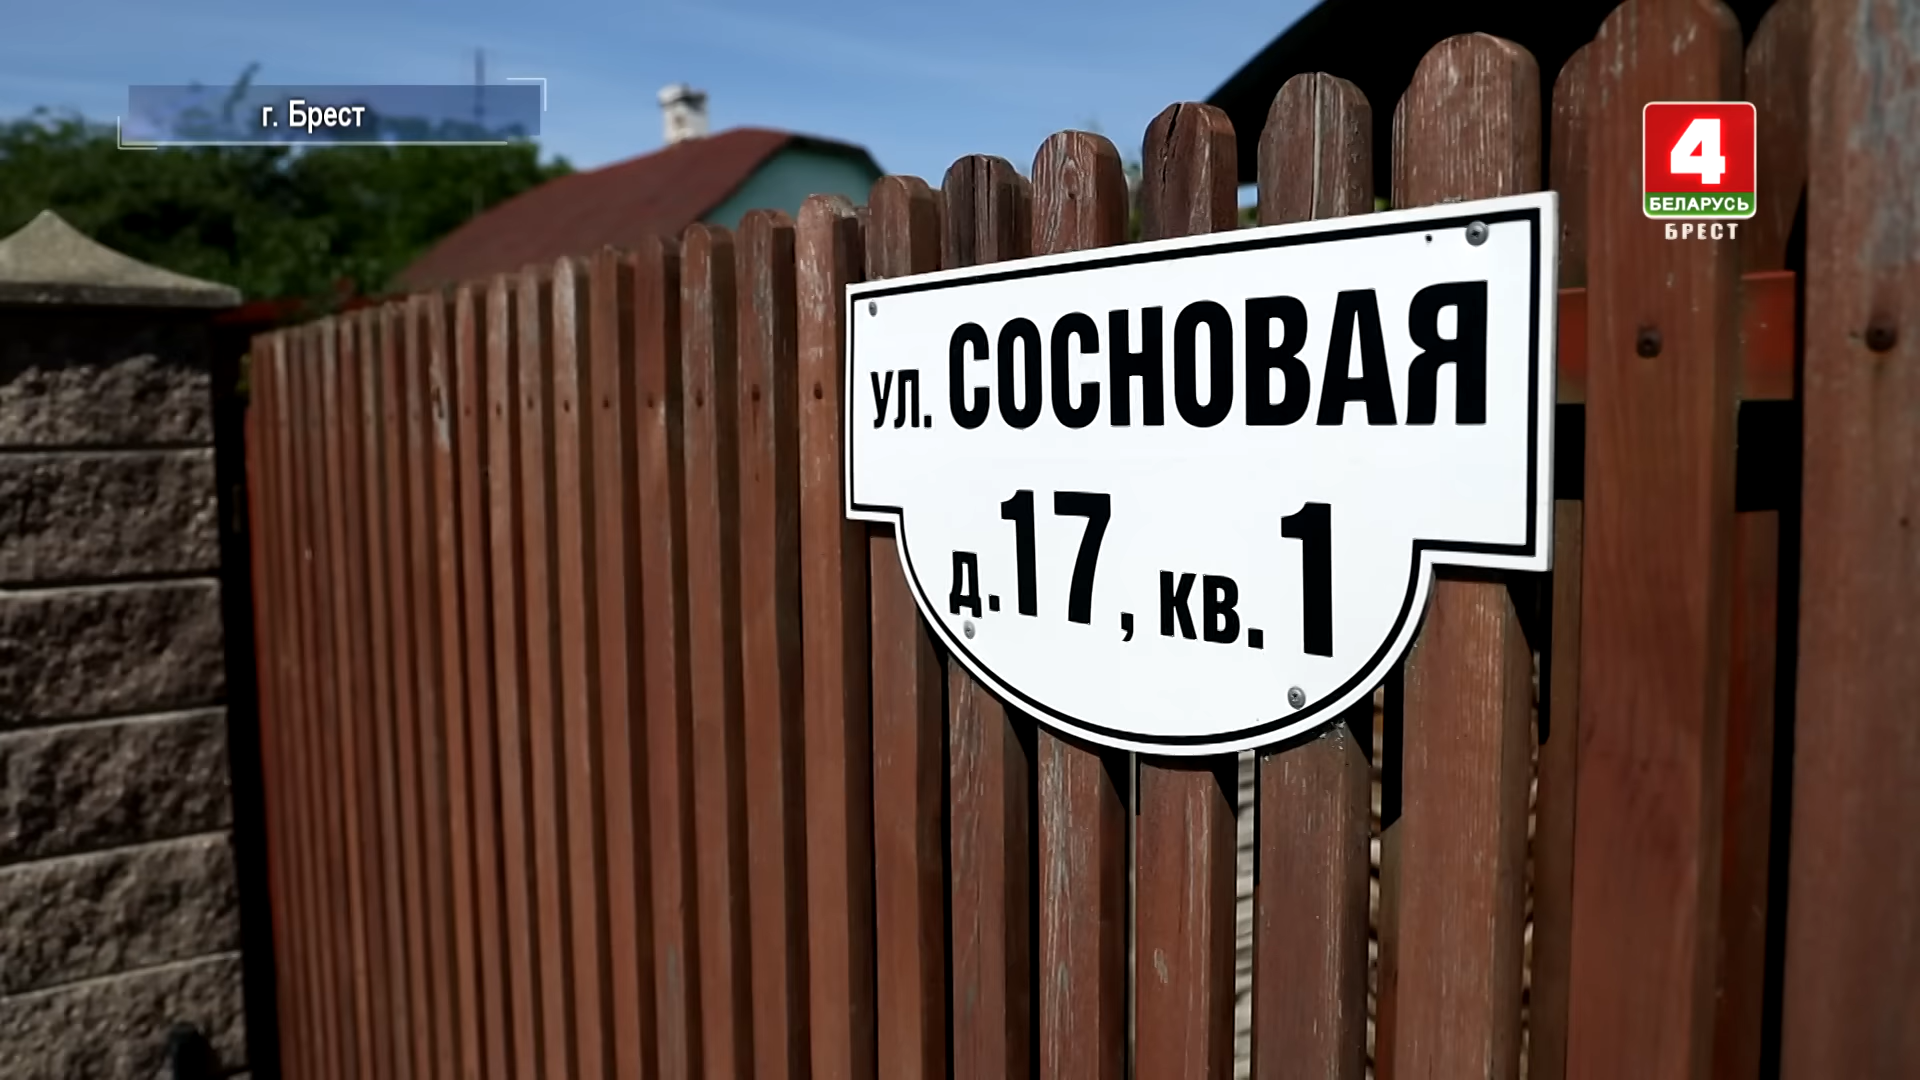 г. Брест
4
БЕЛАРУСЬ
БРЕСТ
ул. СОСНОВАЯ
д. 17, кв. 1